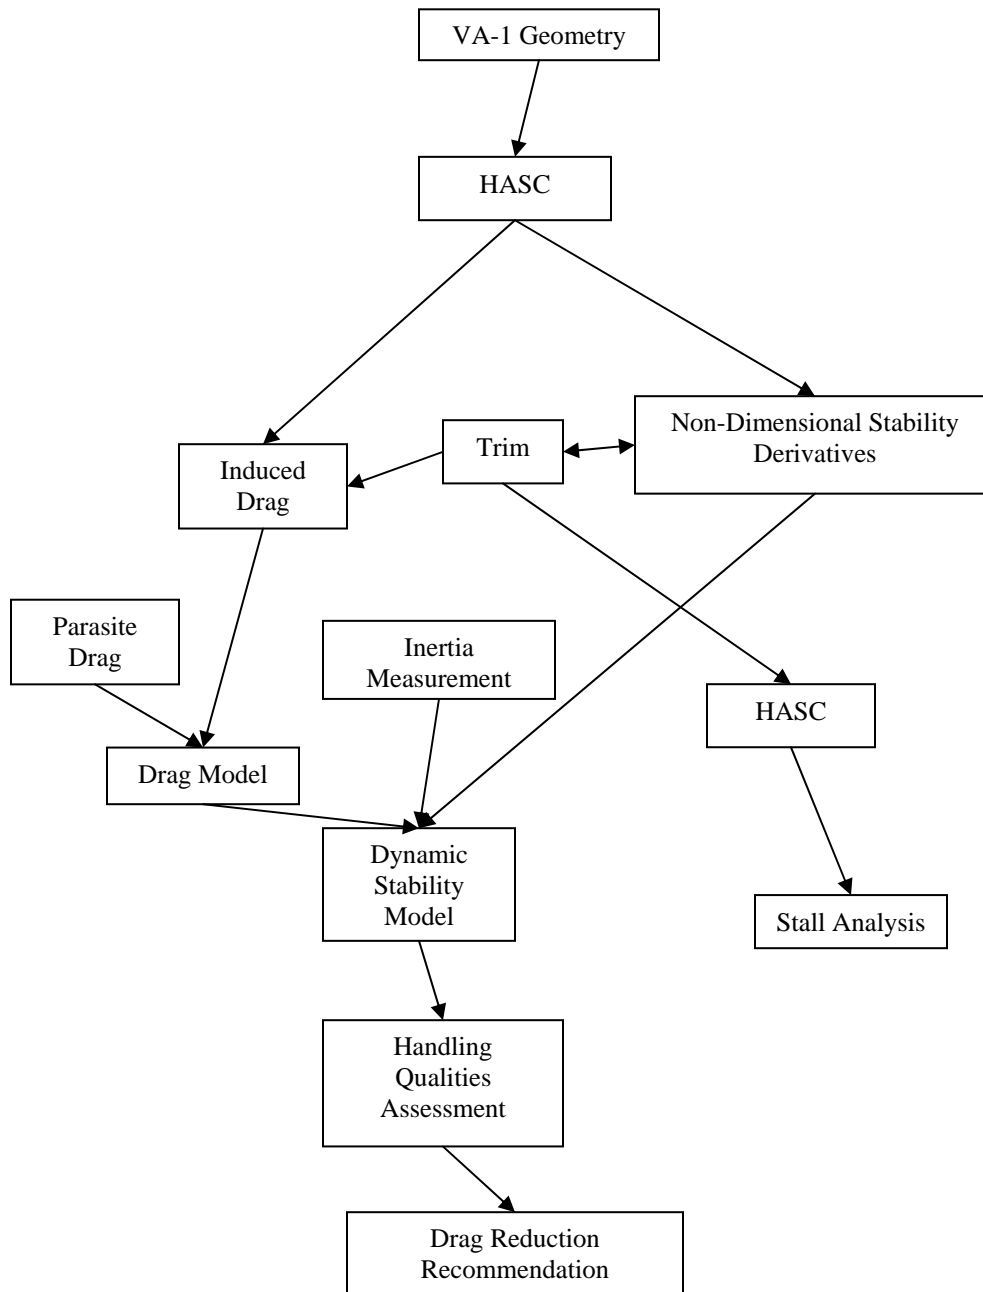 VA-1 Geometry
HASC
Non-Dimensional Stability
Derivatives
Trim
Induced
Drag
Parasite
Drag
Inertia
Measurement
HASC
Drag Model
Dynamic
Stability
Model
Stall Analysis
Handling
Qualities
Assessment
Drag Reduction
Recommendation